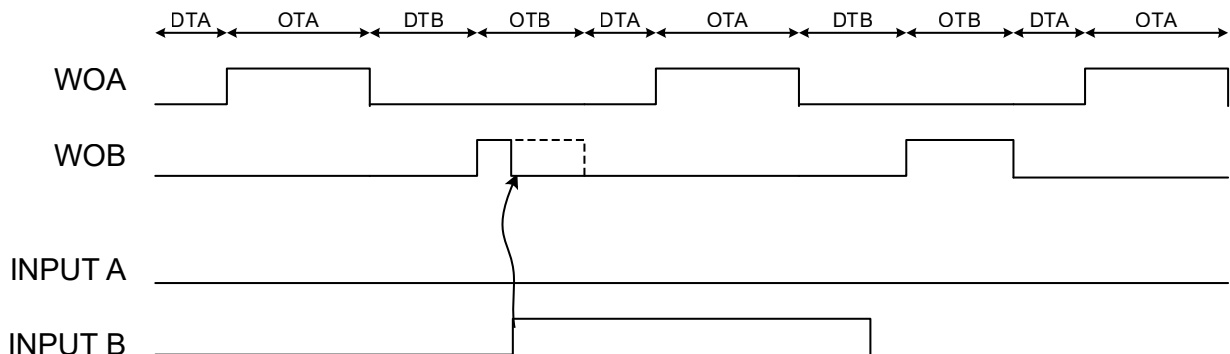 DTA OTA DTB OTB DTA OTA DTB OTB DTA OTA
WOA
WOB
INPUT A
INPUT B